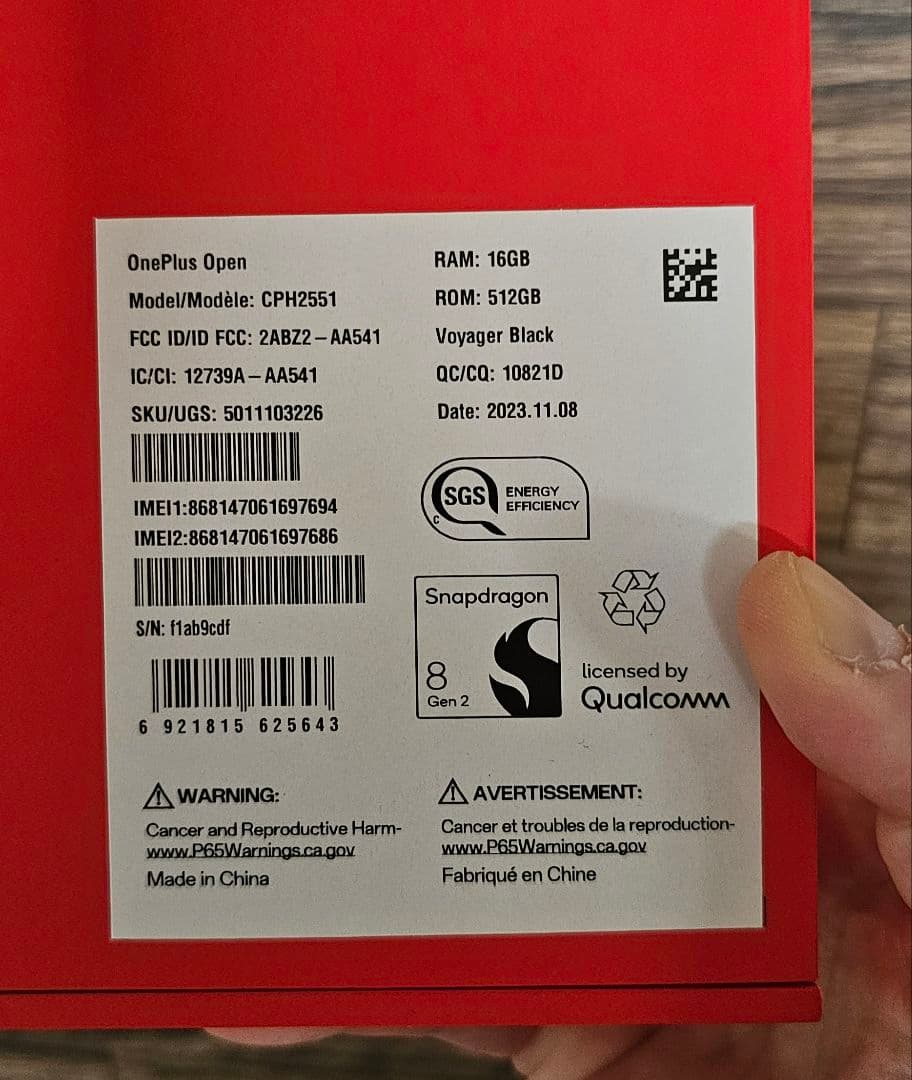 OnePlus Open
Model/Modèle: CPH2551
FCC ID/ID FCC: 2ABZ2–AA541
IC/CI: 12739A–AA541
SKU/UGS: 5011103226
IMEI1:868147061697694
IMEI2:868147061697686
S/N: f1ab9cdf
6 921815 625643
RAM: 16GB
ROM: 512GB
Voyager Black
QC/CQ: 10821D
Date: 2023.11.08
SGS
C
ENERGY
EFFICIENCY
Snapdragon
8
Gen 2
licensed by
Qualcomm
WARNING:
Cancer and Reproductive Harm-
www.P65Warnings.ca.gov
Made in China
AVERTISSEMENT:
Cancer et troubles de la reproduction-
www.P65Warnings.ca.gov
Fabriqué en Chine